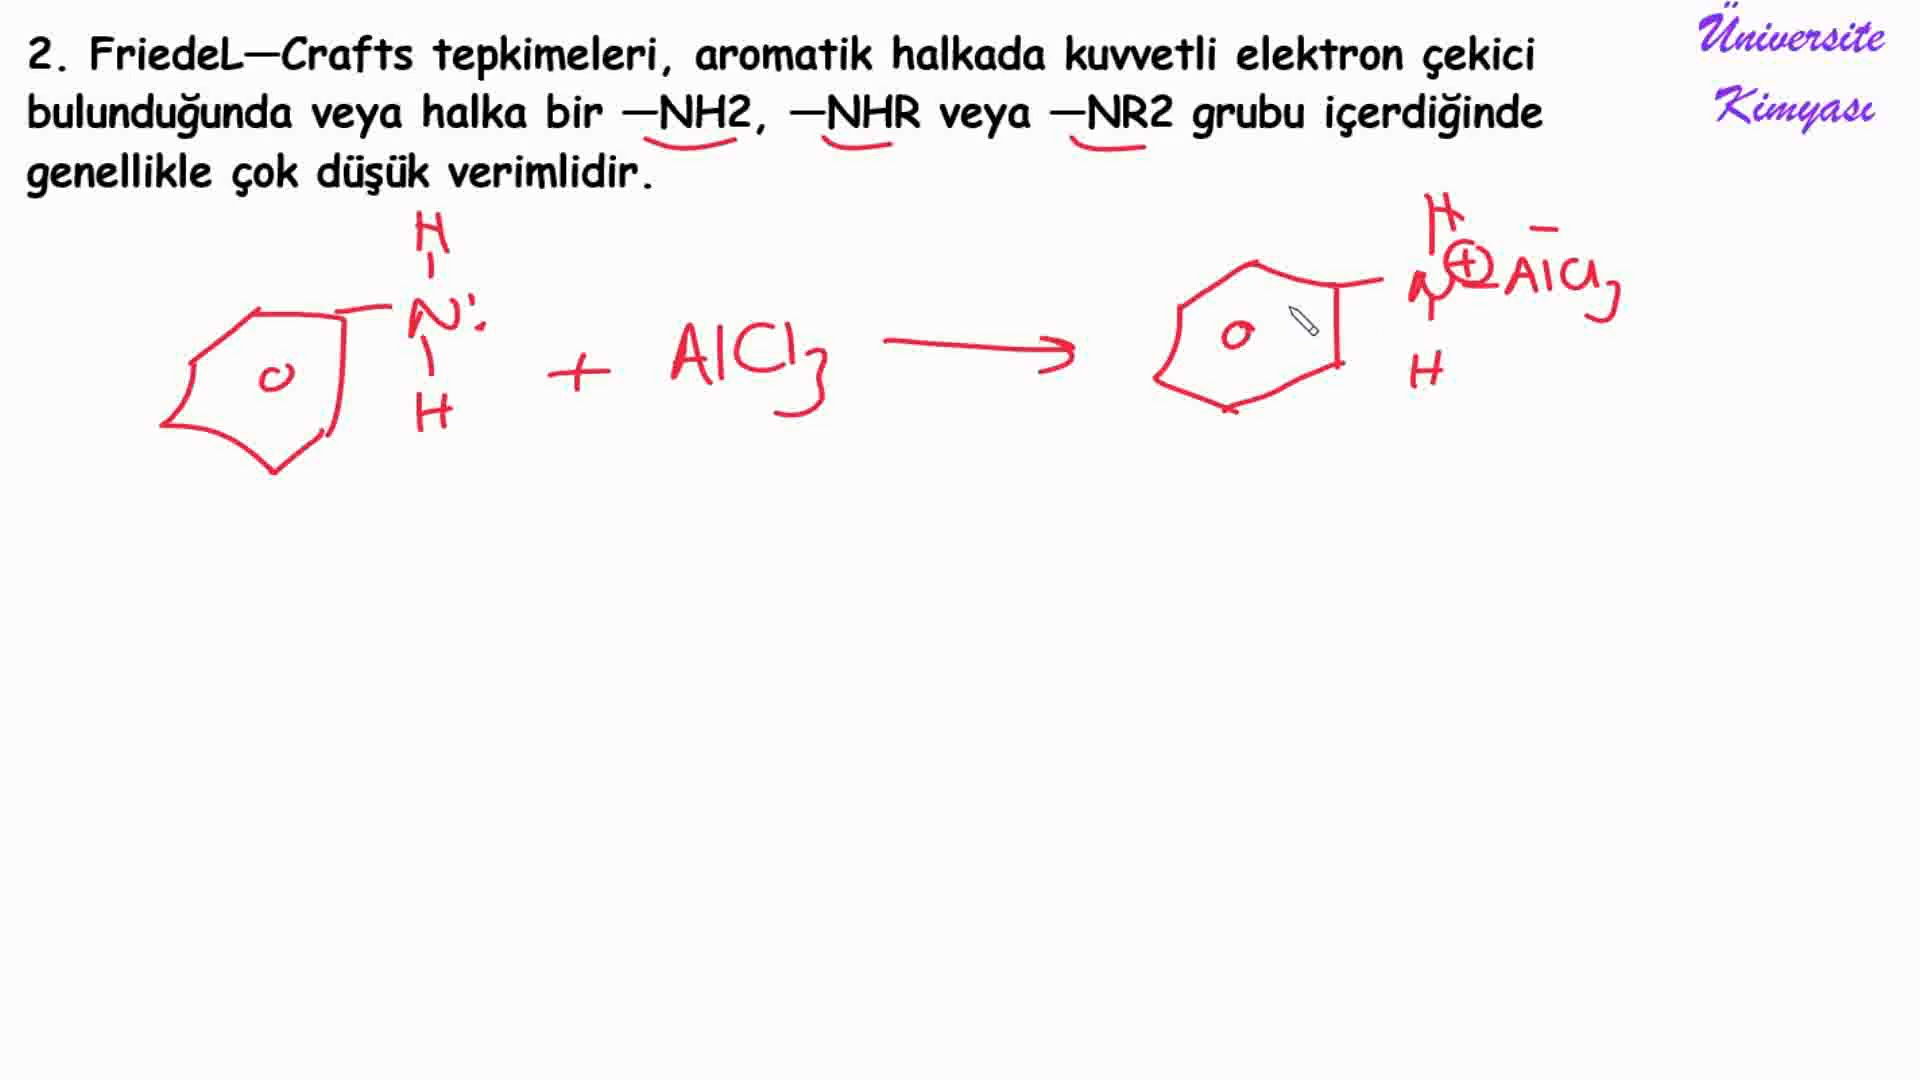 2. FriedeL—Crafts tepkimeleri, aromatik halkada kuvvetli elektron çekici
bulunduğunda veya halka bir —NH2, —NHR veya —NR2 grubu içerdiğinde
genellikle çok düşük verimlidir.
Üniversite
Kimyası
H
N:
H
+ AlCl3
H
N⊕ AlCl3
−
H